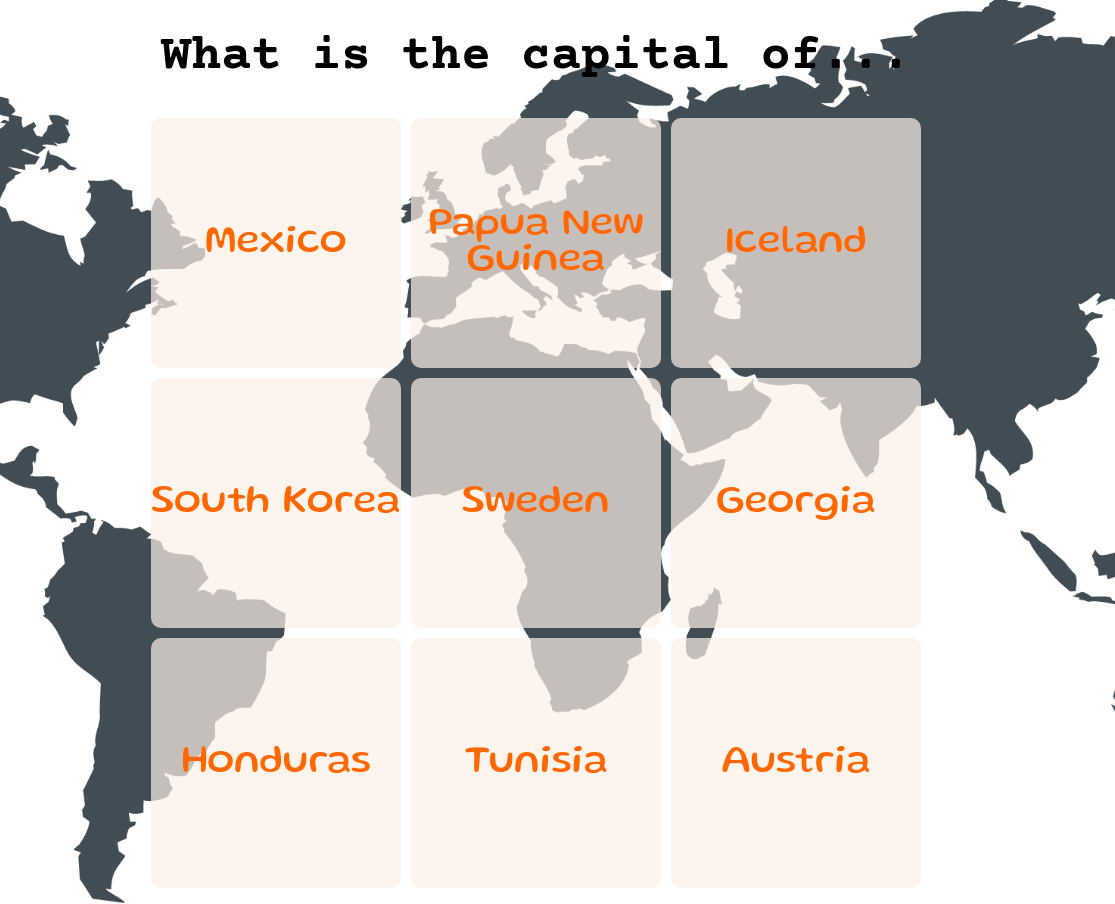 What is the capital of...
Mexico
Papua New
Guinea
Iceland
South Korea
Sweden
Georgia
Honduras
Tunisia
Austria